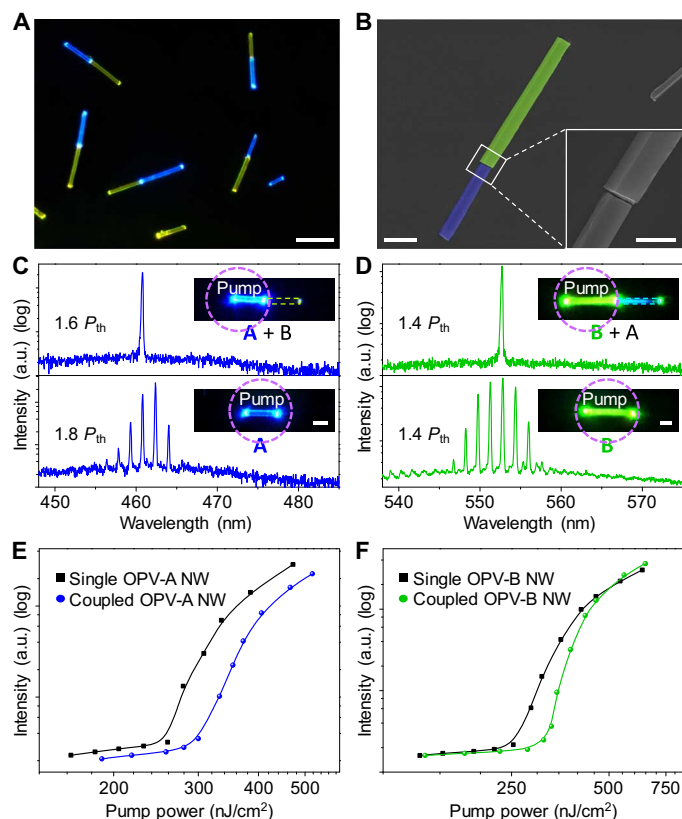 A
B
C
Intensity (a.u.) (log)
1.6 Pth
Pump
A + B
1.8 Pth
Pump
A
450 460 470 480
Wavelength (nm)
D
Intensity (a.u.) (log)
1.4 Pth
Pump
B + A
1.4 Pth
Pump
B
540 550 560 570
Wavelength (nm)
E
Intensity (a.u.) (log)
Single OPV-A NW
Coupled OPV-A NW
200 300 400 500
Pump power (nJ/cm²)
F
Intensity (a.u.) (log)
Single OPV-B NW
Coupled OPV-B NW
250 500 750
Pump power (nJ/cm²)